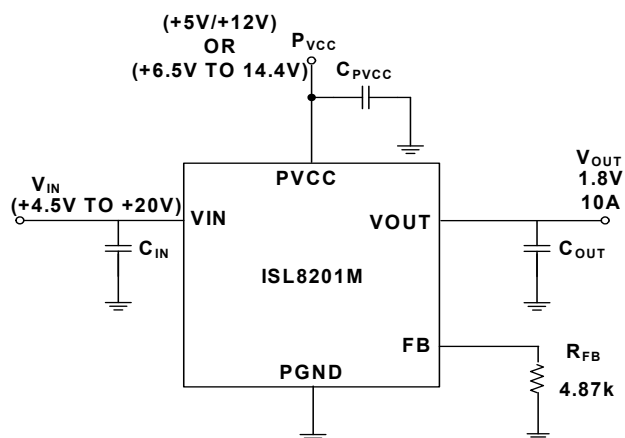 (+5V/+12V)
OR
(+6.5V TO 14.4V)
PVCC
CPVCC
VIN
(+4.5V TO +20V)
CIN
PVCC
VIN
VOUT
ISL8201M
FB
PGND
VOUT
1.8V
10A
COUT
RFB
4.87k